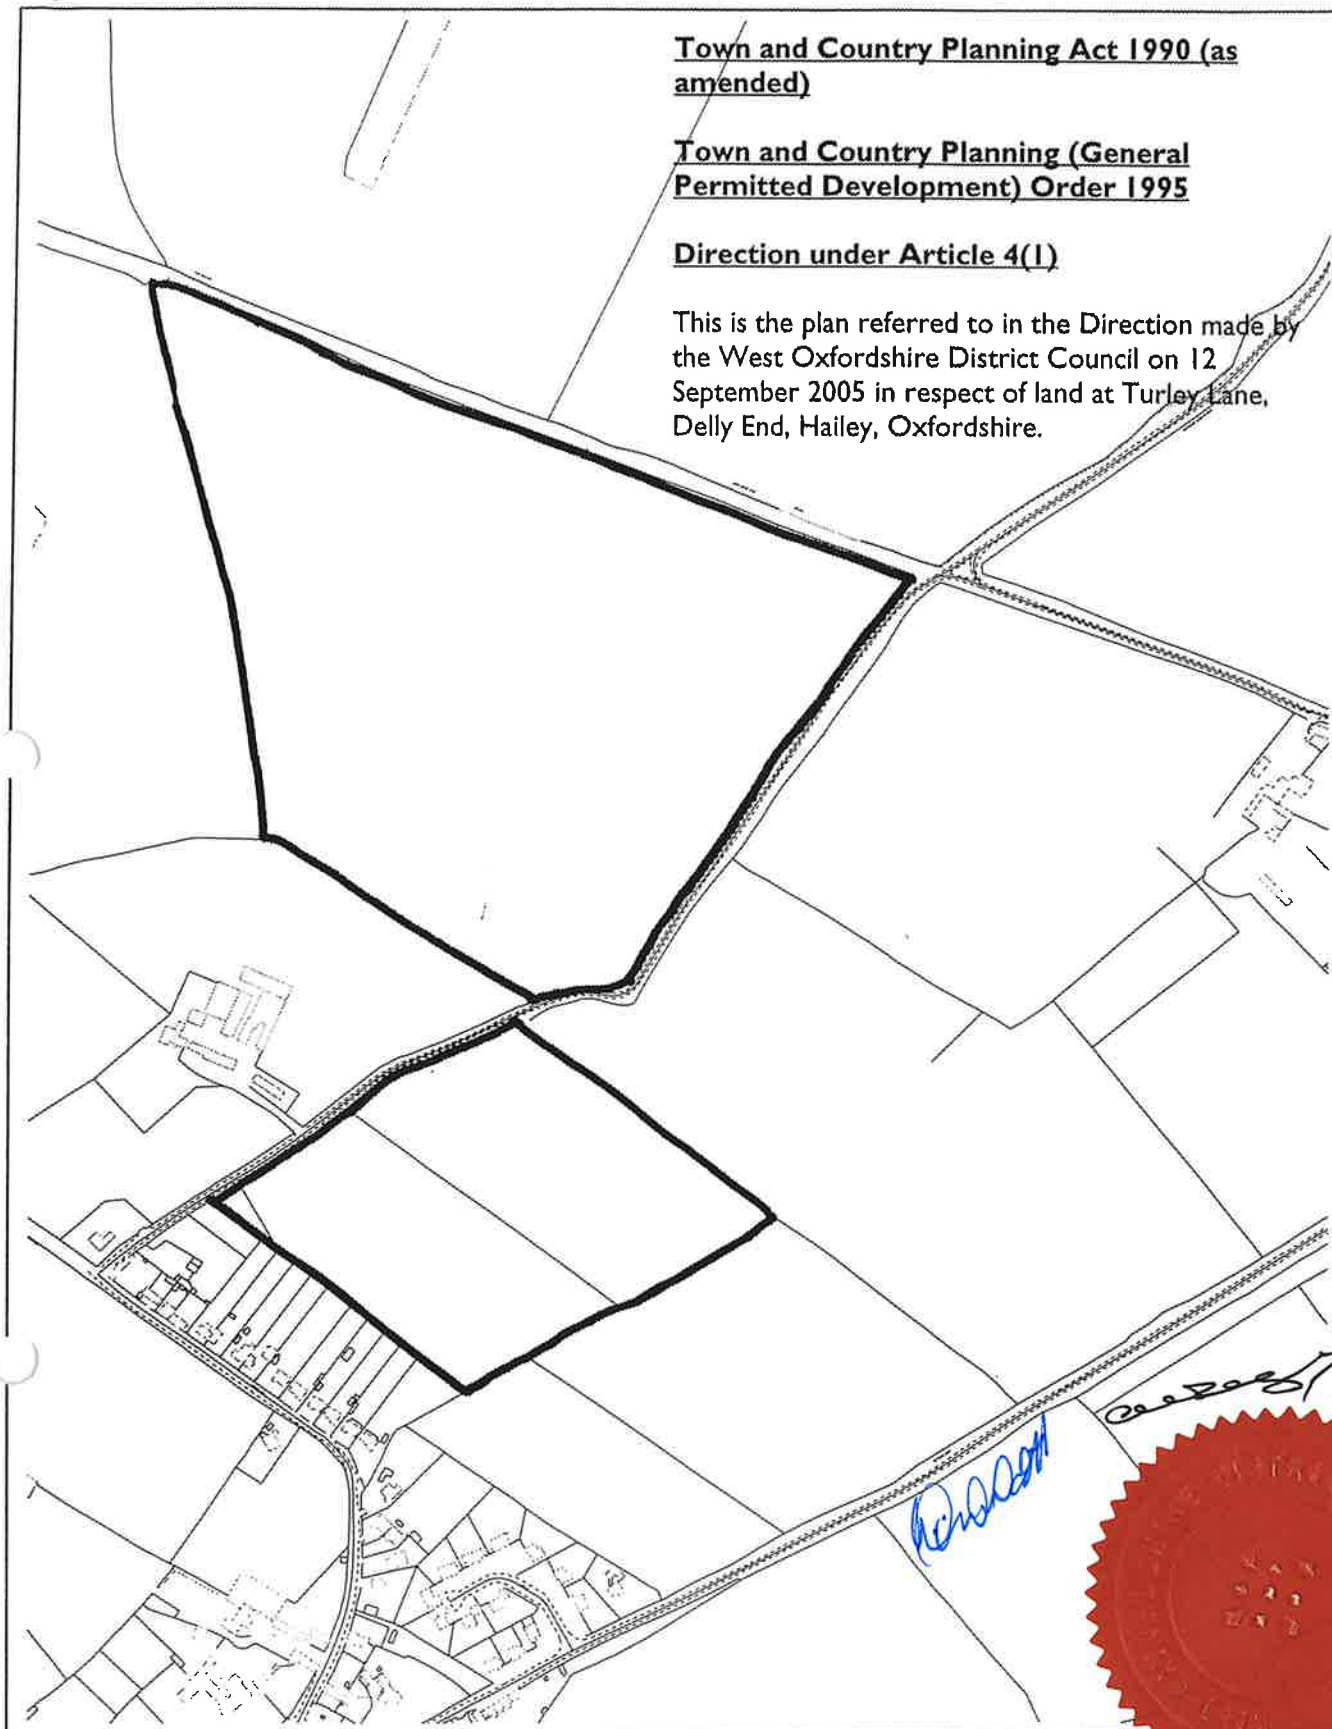 Town and Country Planning Act 1990 (as
amended)
Town and Country Planning (General
Permitted Development) Order 1995
Direction under Article 4(1)
This is the plan referred to in the Direction made by
the West Oxfordshire District Council on 12
September 2005 in respect of land at Turley Lane,
Delly End, Hailey, Oxfordshire.